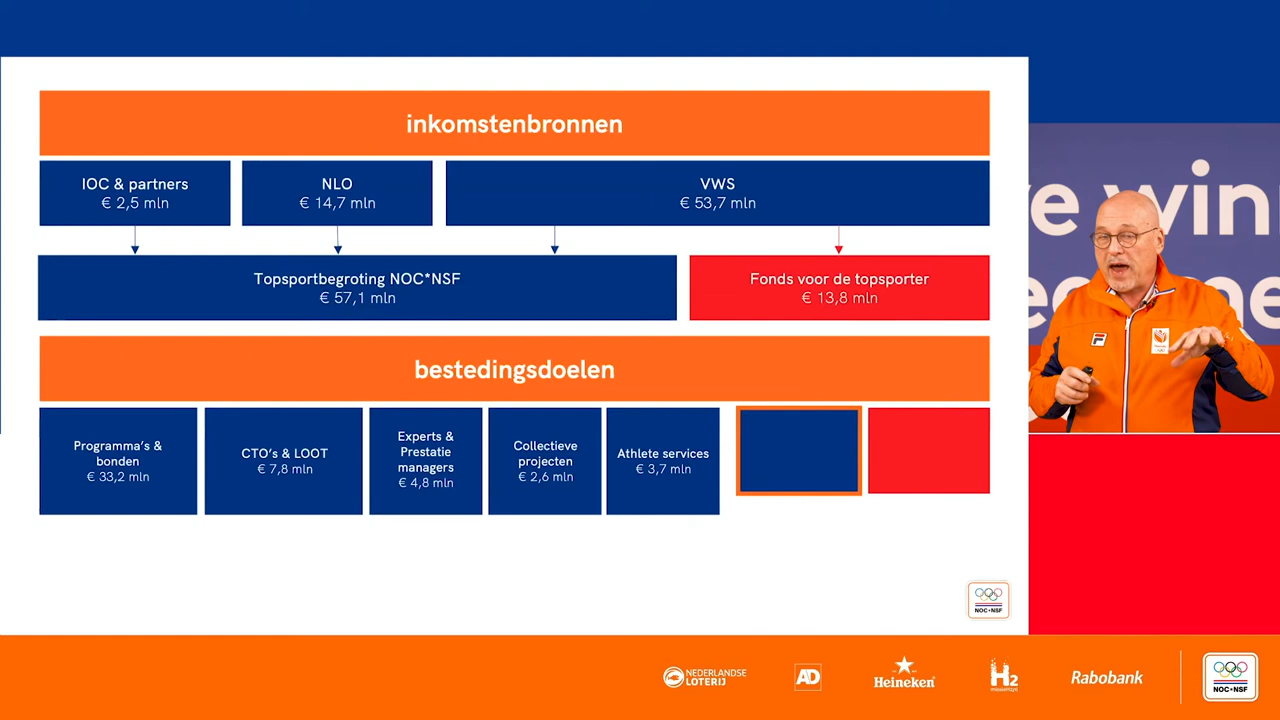 inkomstenbronnen
IOC & partners
€ 2,5 mln
NLO
€ 14,7 mln
VWS
€ 53,7 mln
Topsportbegroting NOC*NSF
€ 57,1 mln
Fonds voor de topsporter
€ 13,8 mln
bestedingsdoelen
Programma's &
bonden
€ 33,2 mln
CTO's & LOOT
€ 7,8 mln
Experts &
Prestatie
managers
€ 4,8 mln
Collectieve
projecten
€ 2,6 mln
Athlete services
€ 3,7 mln
NOC*NSF
FILA
NEDERLANDSE
LOTERIJ
AD
Heineken
H2
Rabobank
NOC*NSF